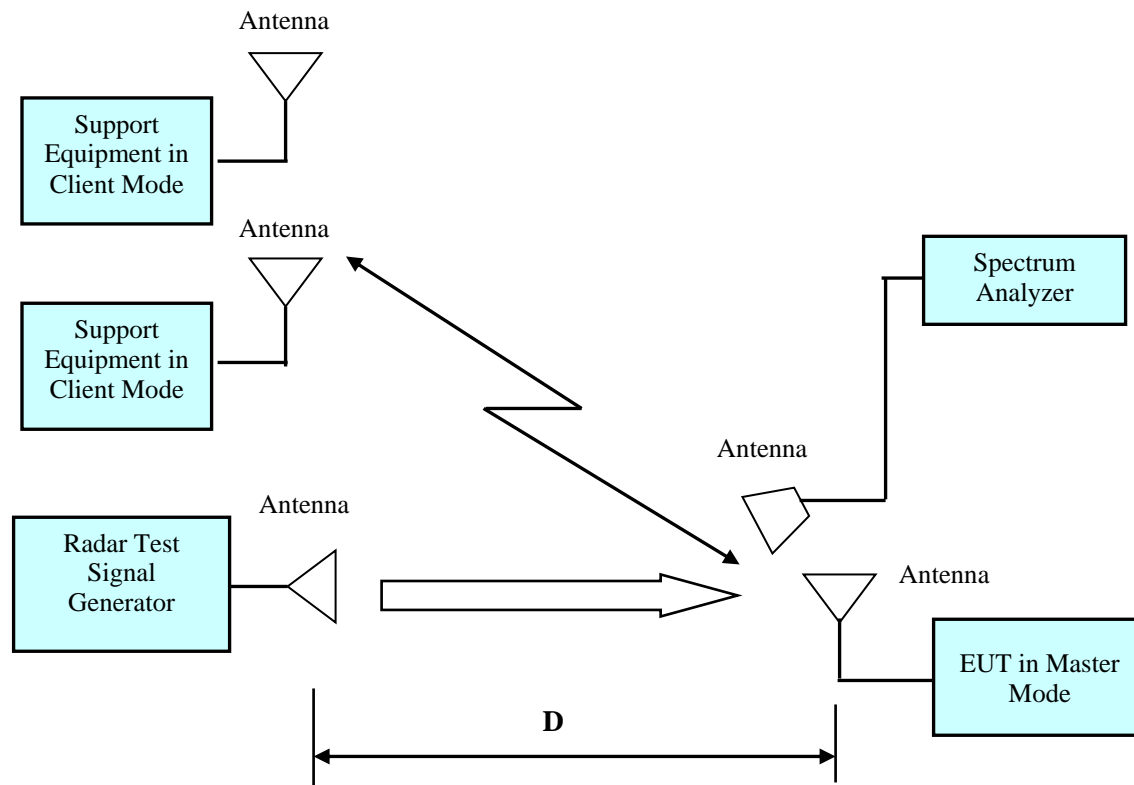 Antenna
Support
Equipment in
Client Mode
Antenna
Support
Equipment in
Client Mode
Spectrum
Analyzer
Antenna
Antenna
Radar Test
Signal
Generator
Antenna
EUT in Master
Mode
D